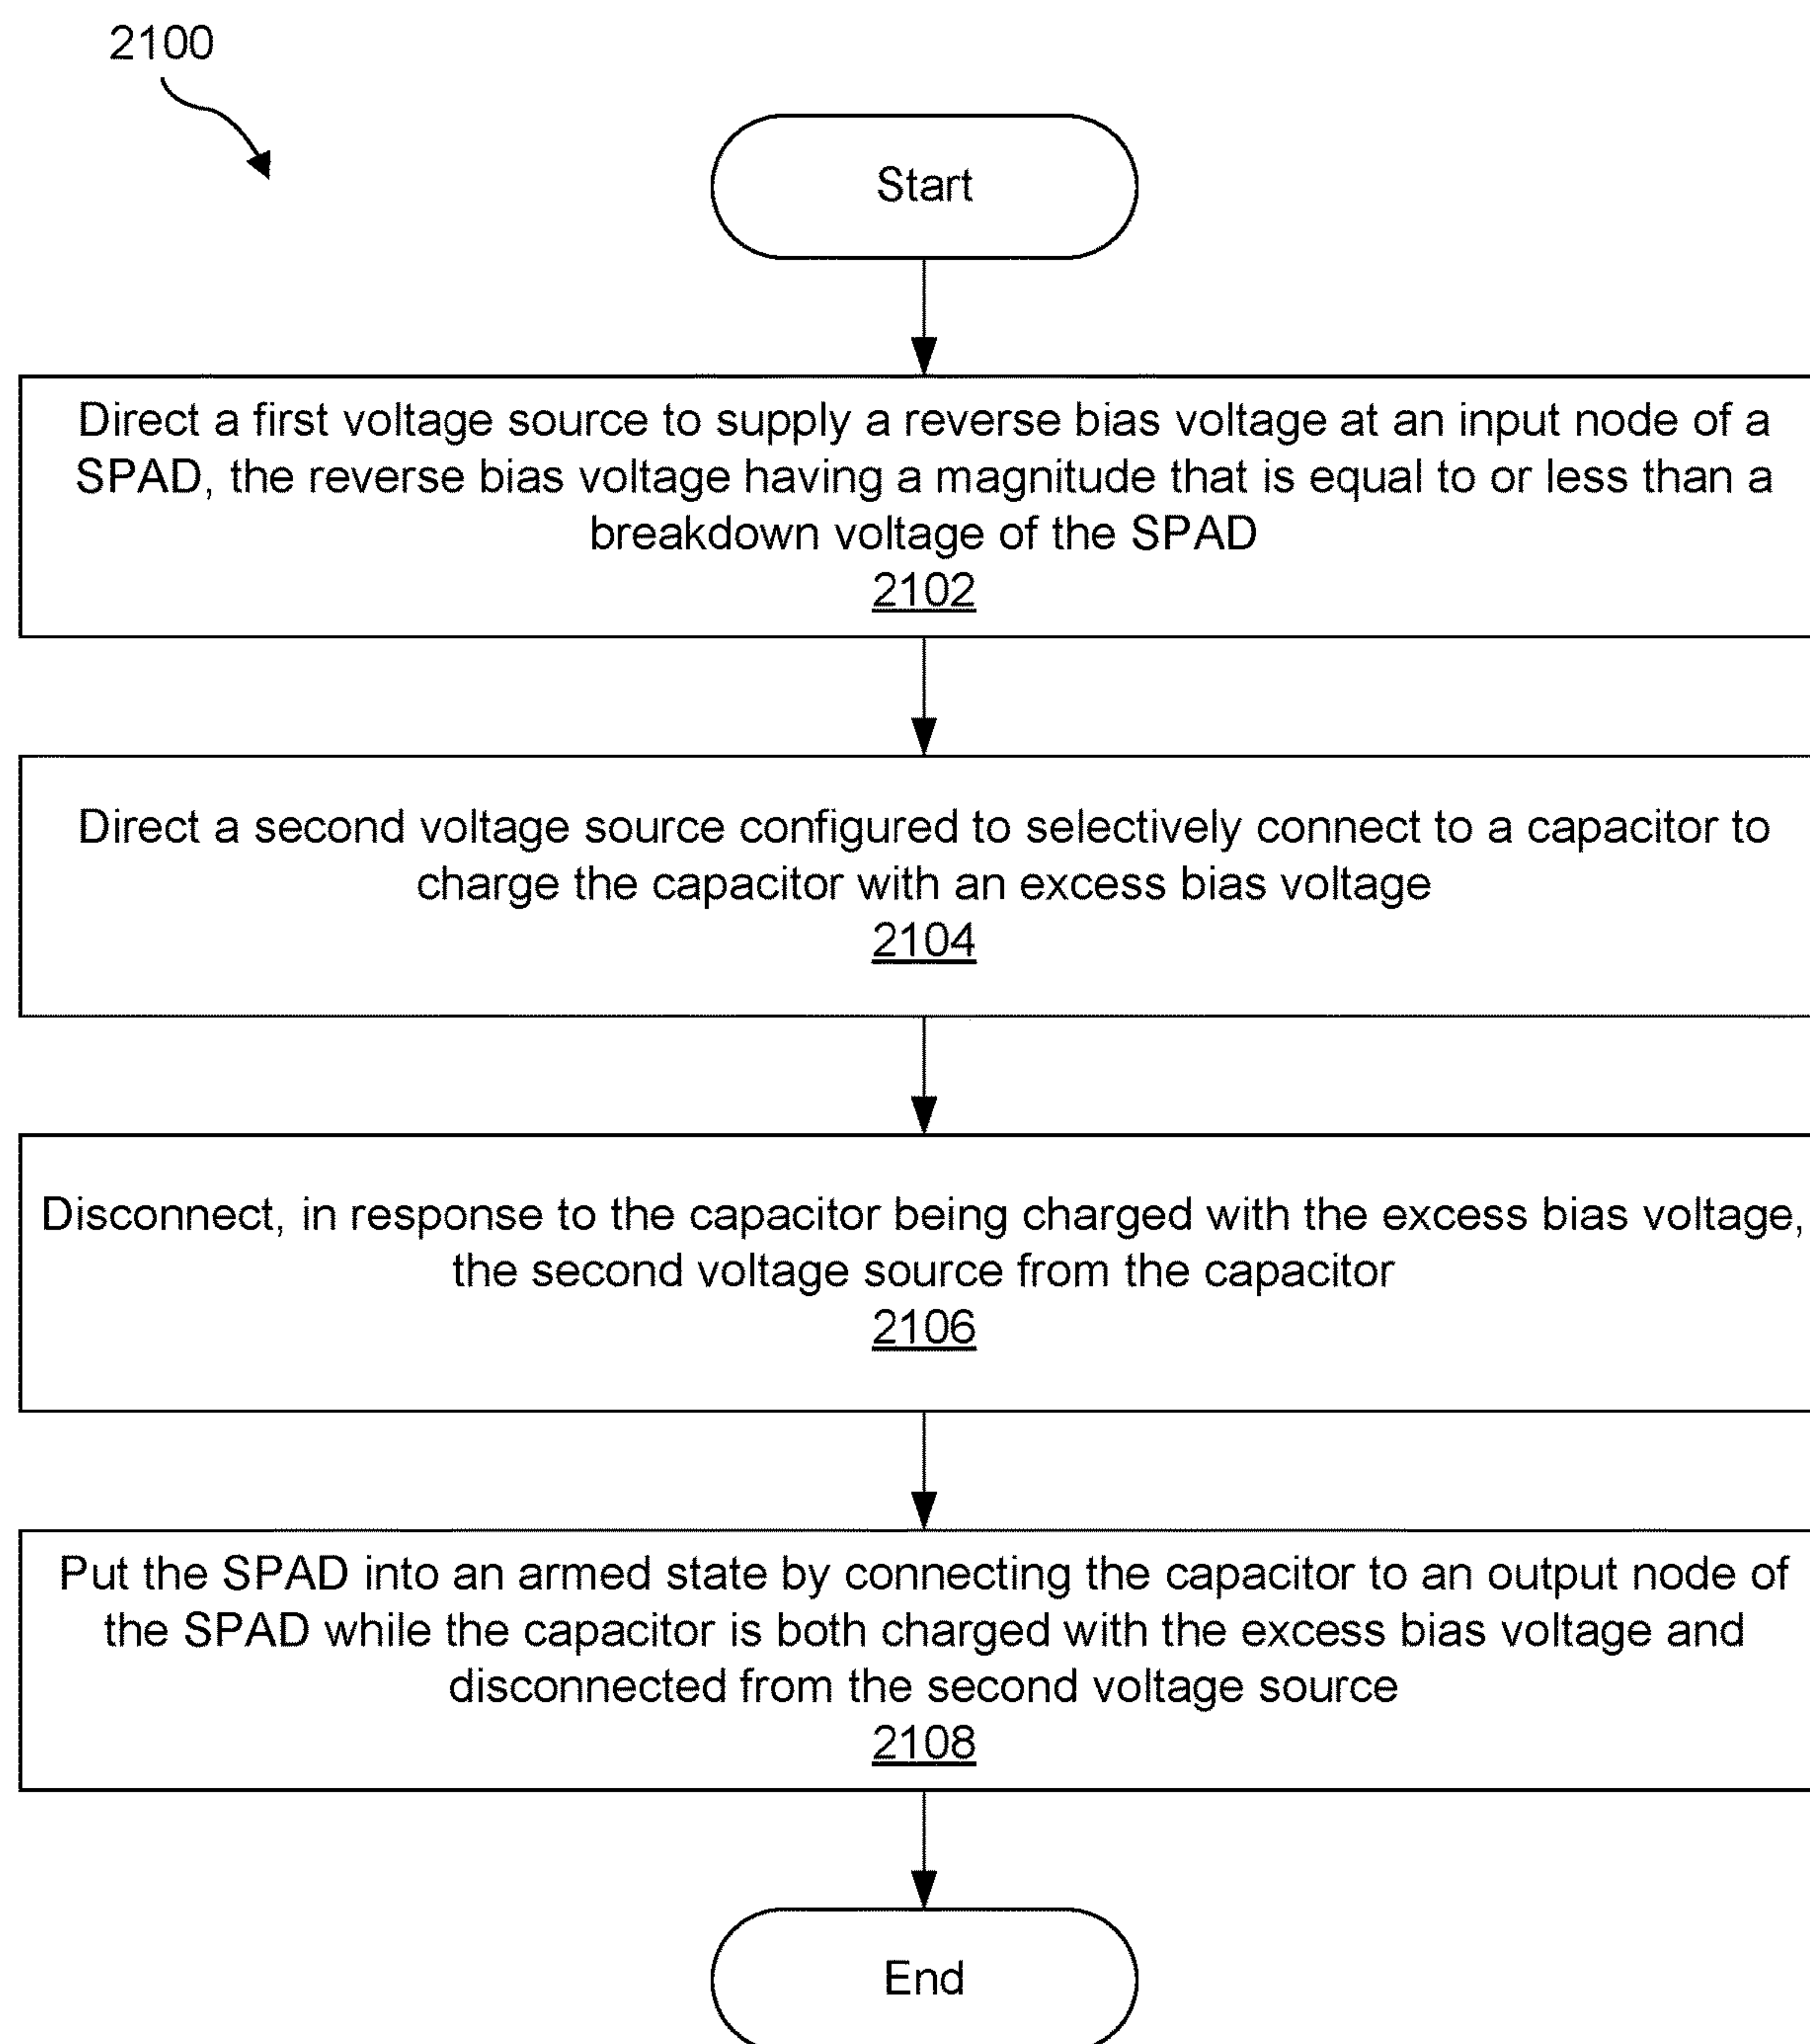 2100
Start
Direct a first voltage source to supply a reverse bias voltage at an input node of a
SPAD, the reverse bias voltage having a magnitude that is equal to or less than a
breakdown voltage of the SPAD
2102
Direct a second voltage source configured to selectively connect to a capacitor to
charge the capacitor with an excess bias voltage
2104
Disconnect, in response to the capacitor being charged with the excess bias voltage,
the second voltage source from the capacitor
2106
Put the SPAD into an armed state by connecting the capacitor to an output node of
the SPAD while the capacitor is both charged with the excess bias voltage and
disconnected from the second voltage source
2108
End